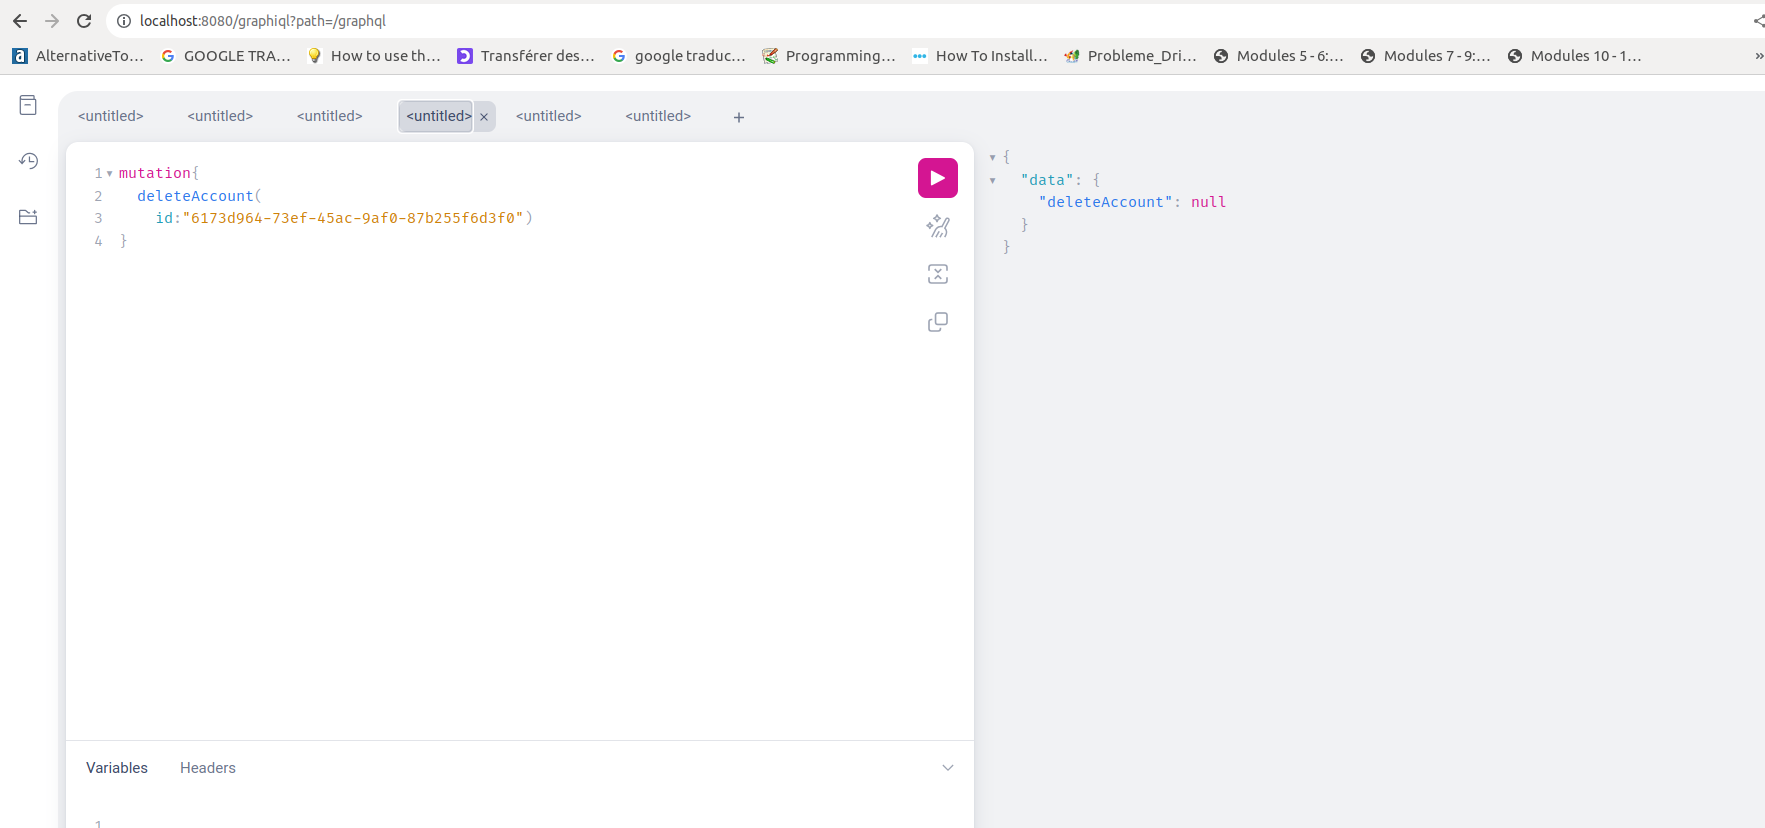 localhost:8080/graphiql?path=/graphql
AlternativeTo... GOOGLE TRA... How to use th... Transférer des... google traduc... Programming... How To Install... Probleme_Dri... Modules 5 - 6:... Modules 7 - 9:... Modules 10 - 1... »
<untitled> <untitled> <untitled> <untitled> × <untitled> <untitled> +
1 mutation{
2 deleteAccount(
3 id:"6173d964-73ef-45ac-9af0-87b255f6d3f0")
4 }
{
"data": {
"deleteAccount": null
}
}
Variables Headers
1